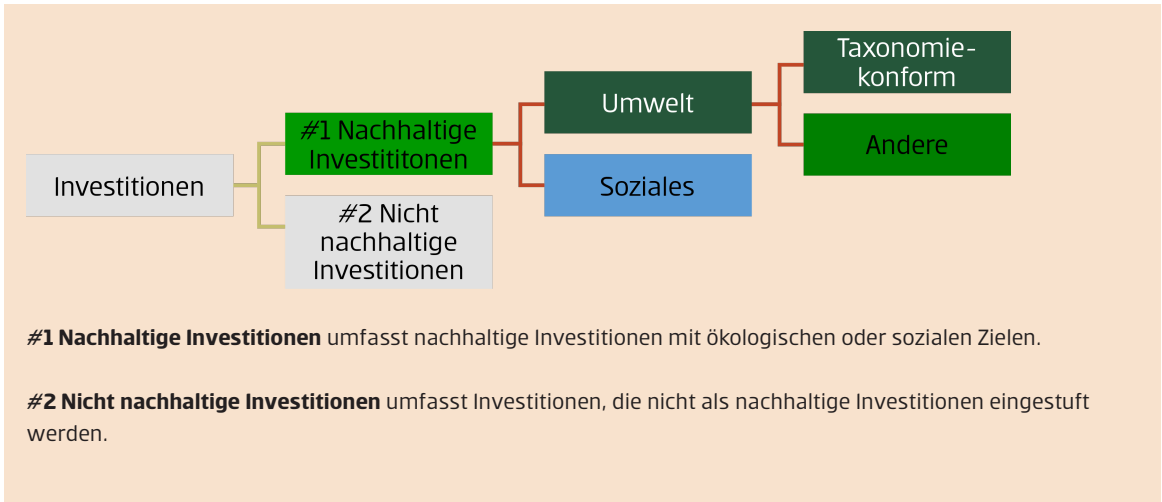 Taxonomie-
konform
Umwelt
#1 Nachhaltige
Investititonen
Andere
Investitionen
Soziales
#2 Nicht
nachhaltige
Investitionen
#1 Nachhaltige Investitionen umfasst nachhaltige Investitionen mit ökologischen oder sozialen Zielen.
#2 Nicht nachhaltige Investitionen umfasst Investitionen, die nicht als nachhaltige Investitionen eingestuft
werden.